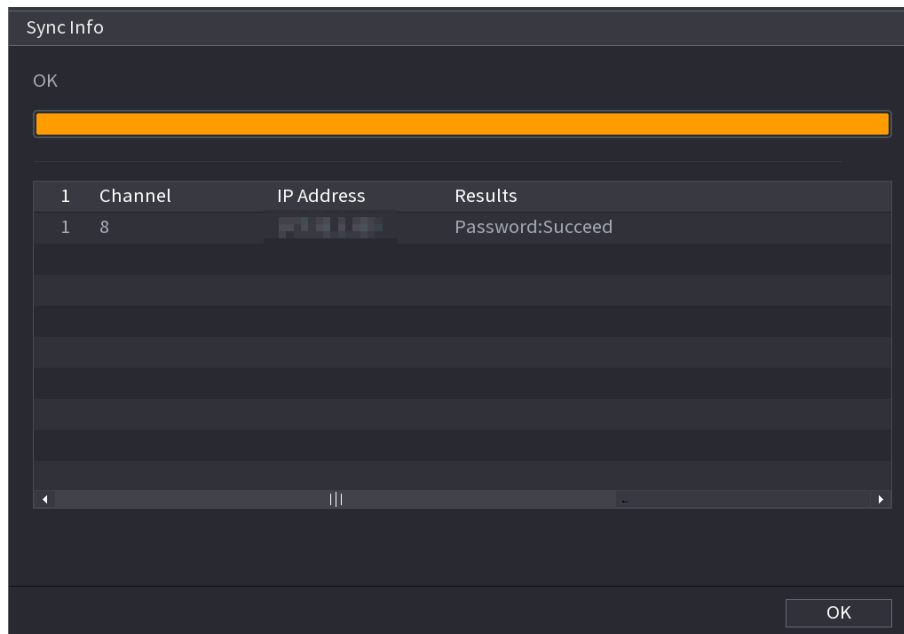 Sync Info
OK
1 Channel IP Address Results
1 8 Password:Succeed
OK